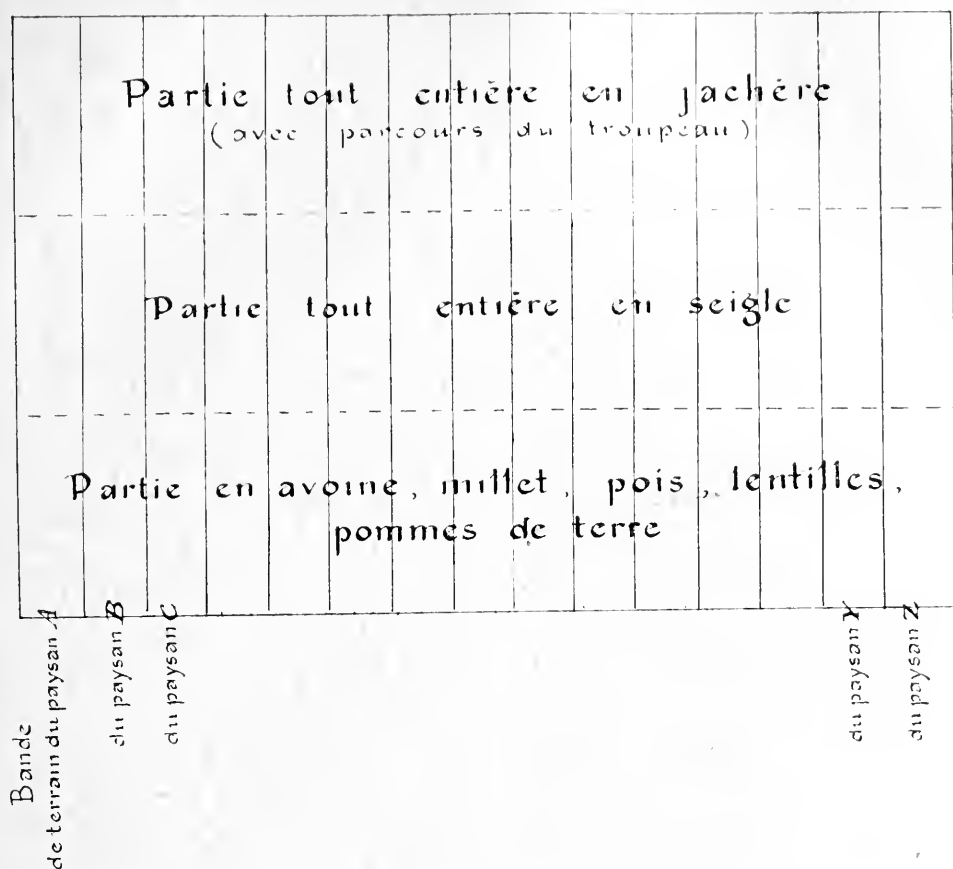 Partie tout entière en jachère
(avec parcours du troupeau)
Partie tout entière en seigle
Partie en avoine, millet, pois, lentilles,
pommes de terre
Bande
de terrain du paysan A
du paysan B
du paysan C
du paysan Y
du paysan Z